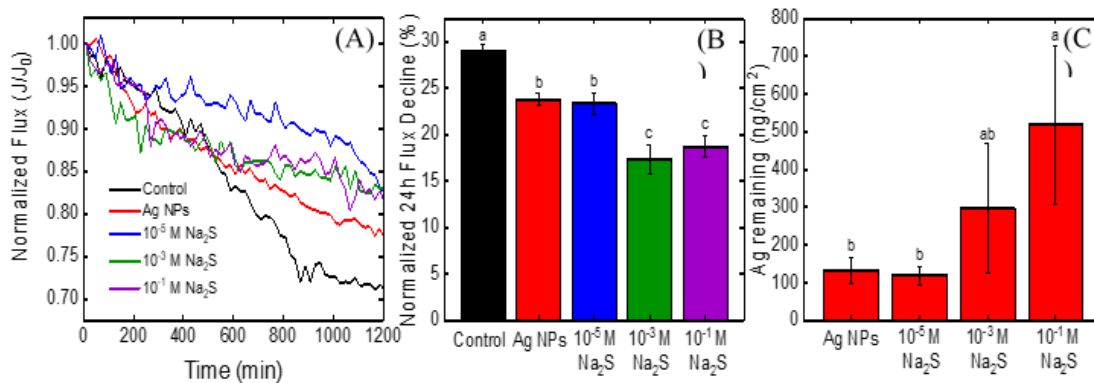 Normalized Flux (J/J₀)
1.00
0.95
0.90
0.85
0.80
0.75
0.70
(A)
Control
Ag NPs
10⁻⁵ M Na₂S
10⁻³ M Na₂S
10⁻¹ M Na₂S
0 200 400 600 800 1000 1200
Time (min)
Normalized 24h Flux Decline (%)
30
25
20
15
10
5
0
(B
)
a
b
b
c
c
Control Ag NPs 10⁻⁵ M 10⁻³ M 10⁻¹ M
Na₂S Na₂S Na₂S
Ag remaining (ng/cm²)
800
700
600
500
400
300
200
100
0
(C
)
b
b
ab
a
Ag NPs 10⁻⁵ M 10⁻³ M 10⁻¹ M
Na₂S Na₂S Na₂S